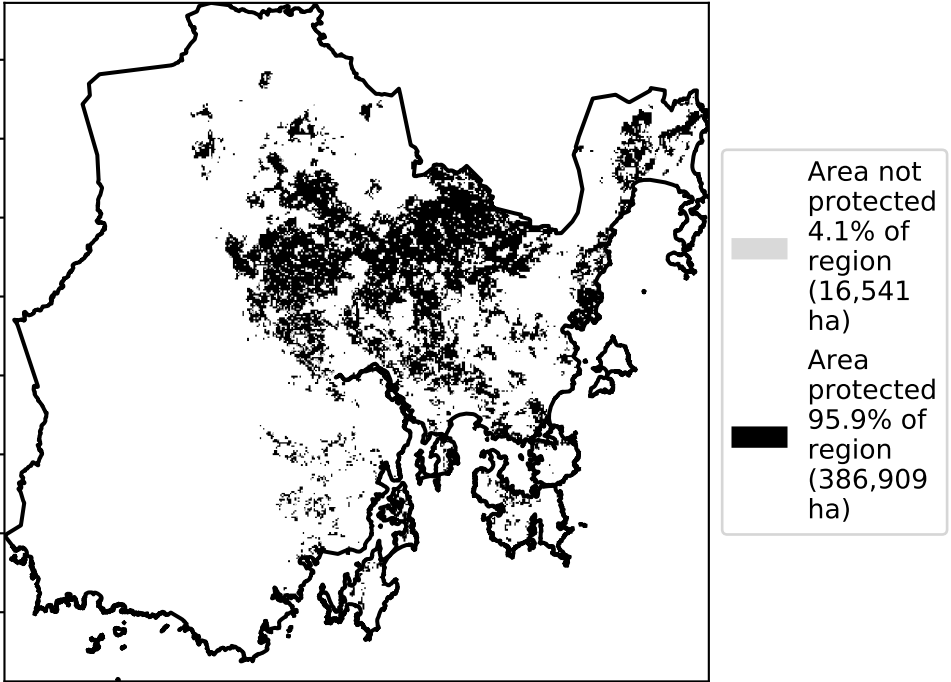 Area not
protected
4.1% of
region
(16,541
ha)
Area
protected
95.9% of
region
(386,909
ha)